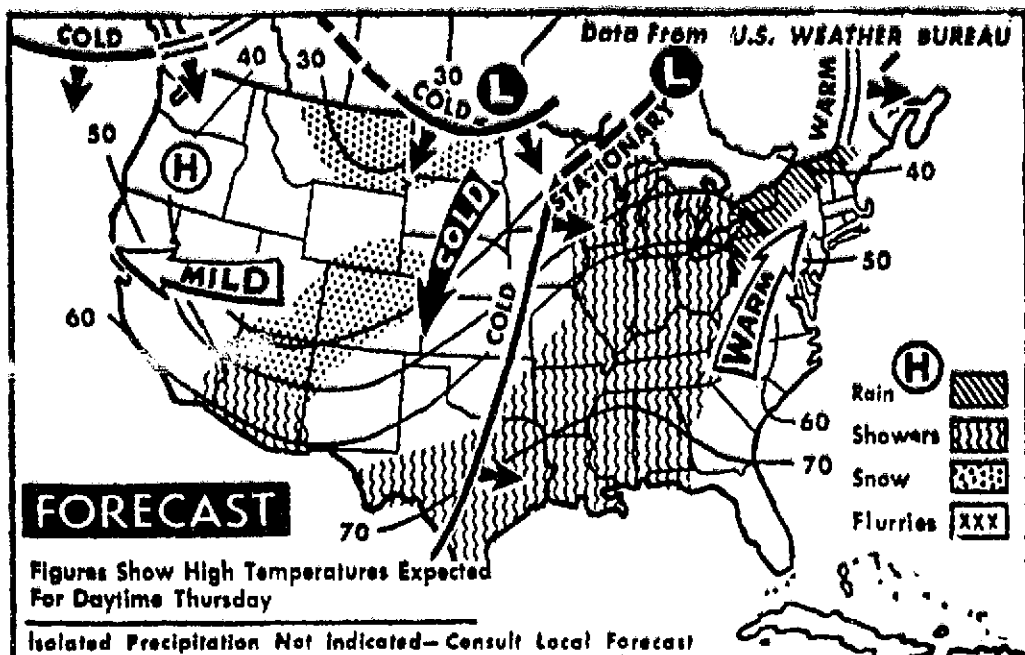 Data From U.S. WEATHER BUREAU
COLD
40
30
30
COLD
L
L
WARM
50
H
STATIONARY
40
COLD
MILD
50
60
COLD
WARM
H
Rain
60
Showers
70
Snow
70
Flurries
XXX
FORECAST
Figures Show High Temperatures Expected
For Daytime Thursday
Isolated Precipitation Not Indicated—Consult Local Forecast